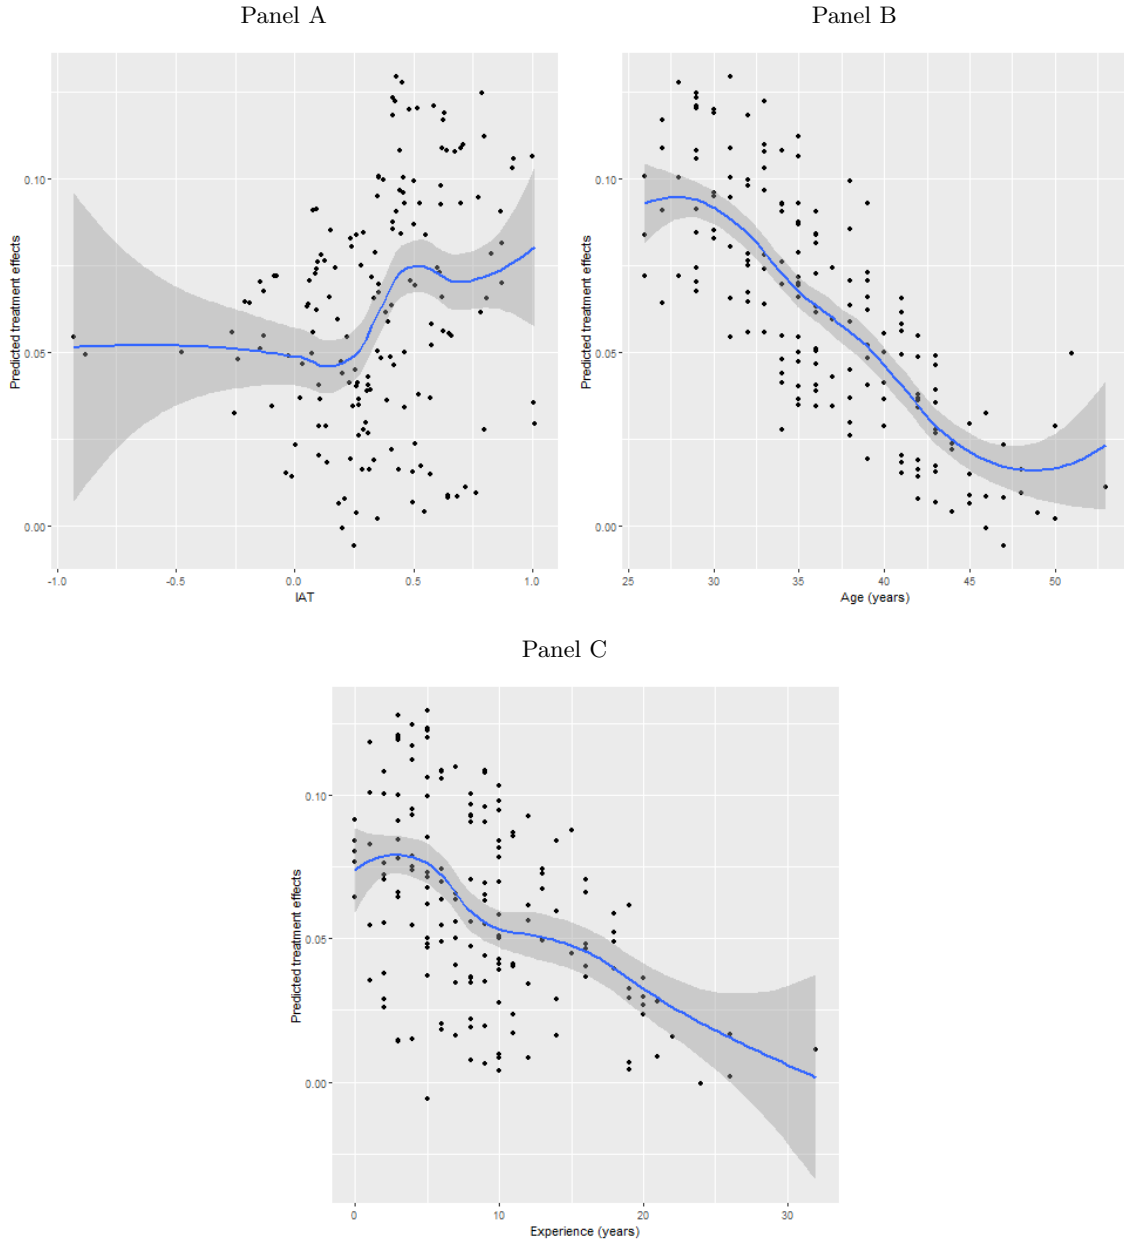 Panel A
Panel B
Predicted treatment effects
0.10
0.05
0.00
-1.0 -0.5 0.0 0.5 1.0
IAT
Predicted treatment effects
0.10
0.05
0.00
25 30 35 40 45 50
Age (years)
Panel C
Predicted treatment effects
0.10
0.05
0.00
0 10 20 30
Experience (years)